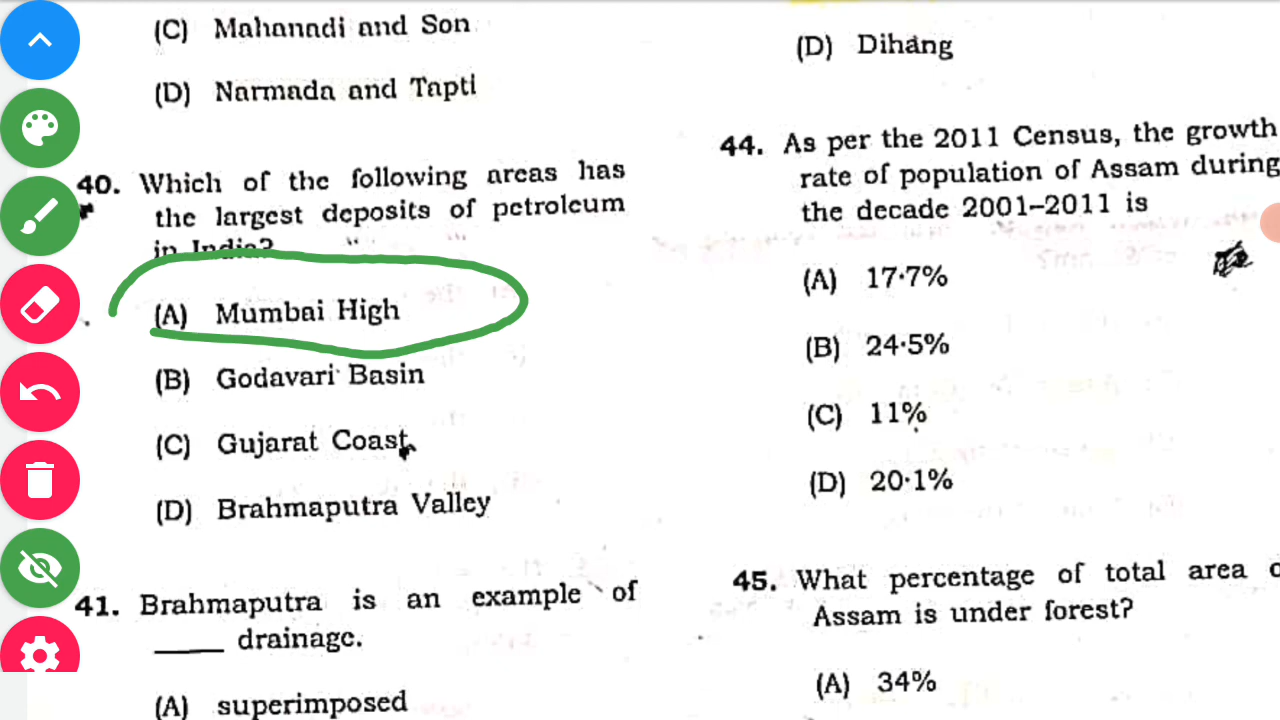 (C) Mahanadi and Son
(D) Narmada and Tapti
40. Which of the following areas has
the largest deposits of petroleum
in India?
(A) Mumbai High
(B) Godavari Basin
(C) Gujarat Coast
(D) Brahmaputra Valley
41. Brahmaputra is an example of
____ drainage.
(A) superimposed
(D) Dihang
44. As per the 2011 Census, the growth
rate of population of Assam during
the decade 2001–2011 is
(A) 17·7%
(B) 24·5%
(C) 11%
(D) 20·1%
45. What percentage of total area
Assam is under forest?
(A) 34%